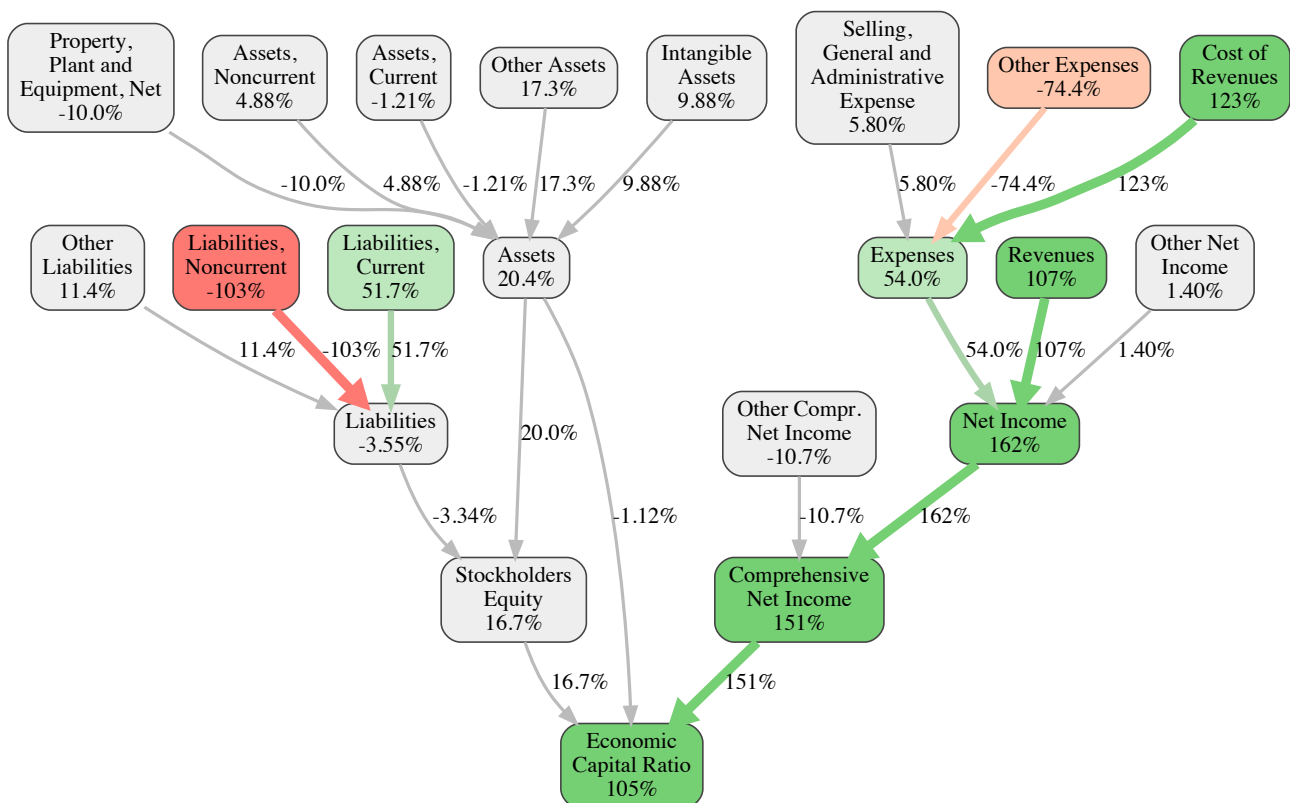 Property,
Plant and
Equipment, Net
-10.0%
Assets,
Noncurrent
4.88%
Assets,
Current
-1.21%
Other Assets
17.3%
Intangible
Assets
9.88%
Selling,
General and
Administrative
Expense
5.80%
Other Expenses
-74.4%
Cost of
Revenues
123%
-10.0%
4.88%
-1.21%
17.3%
9.88%
5.80%
-74.4%
123%
Other
Liabilities
11.4%
Liabilities,
Noncurrent
-103%
Liabilities,
Current
51.7%
Assets
20.4%
Expenses
54.0%
Revenues
107%
Other Net
Income
1.40%
11.4%
-103%
51.7%
54.0%
107%
1.40%
Liabilities
-3.55%
20.0%
Other Compr.
Net Income
-10.7%
Net Income
162%
-3.34%
-1.12%
-10.7%
162%
Stockholders
Equity
16.7%
Comprehensive
Net Income
151%
16.7%
151%
Economic
Capital Ratio
105%